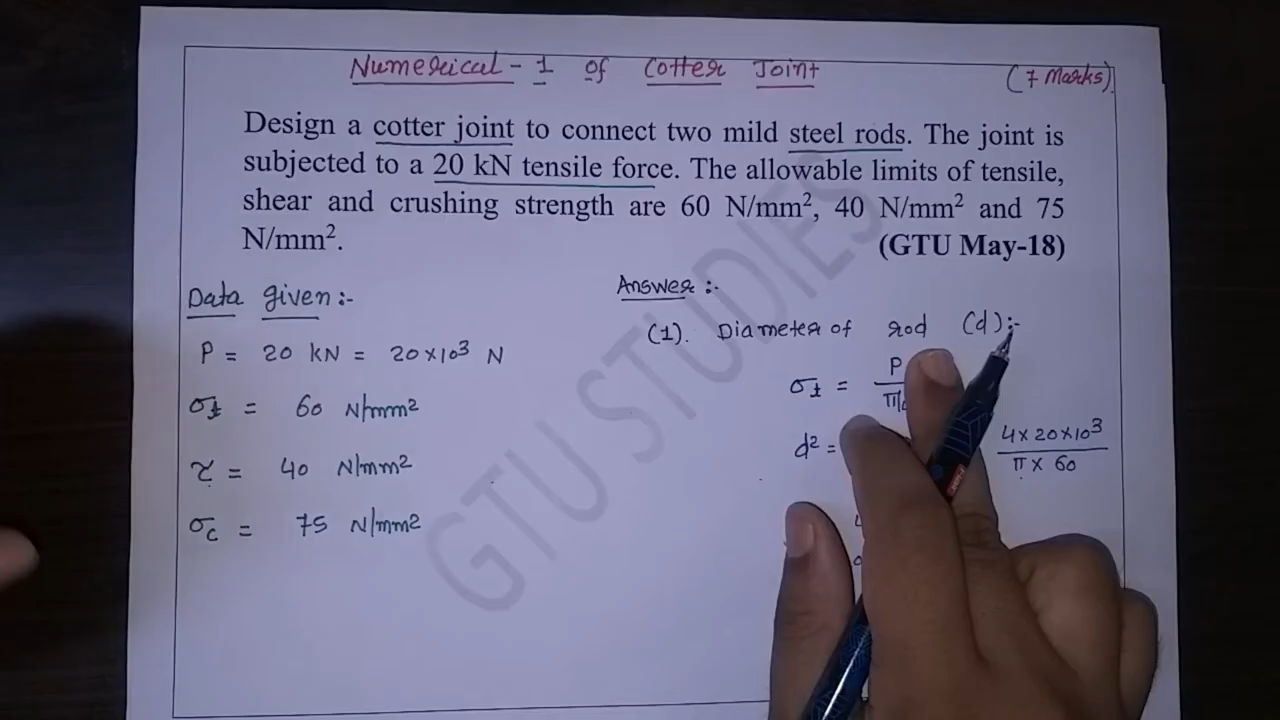 Numerical - 1 of Cotter Joint (7 Marks)
Design a cotter joint to connect two mild steel rods. The joint is
subjected to a 20 kN tensile force. The allowable limits of tensile,
shear and crushing strength are 60 N/mm², 40 N/mm² and 75
N/mm².
(GTU May-18)
Data given :-
P = 20 kN = 20×10³ N
σt = 60 N/mm²
τ = 40 N/mm²
σc = 75 N/mm²
Answer :-
(1). Diameter of rod (d) :-
σt = P
d² =
4×20×10³
π × 60
GTU STUDIES